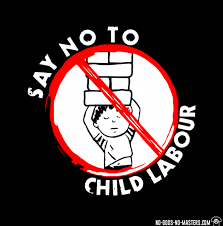 SAY NO TO
CHILD LABOUR
NO-GODS-NO-MASTERS.COM